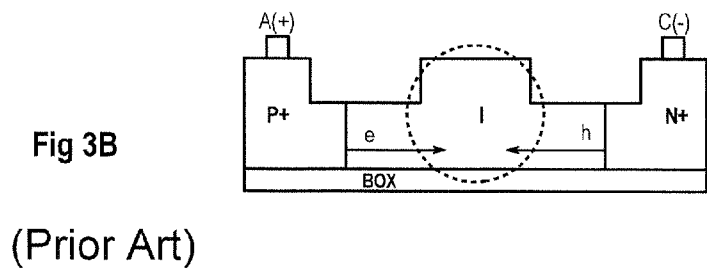 A(+) C(-)
P+ I N+
Fig 3B
e h
BOX
(Prior Art)